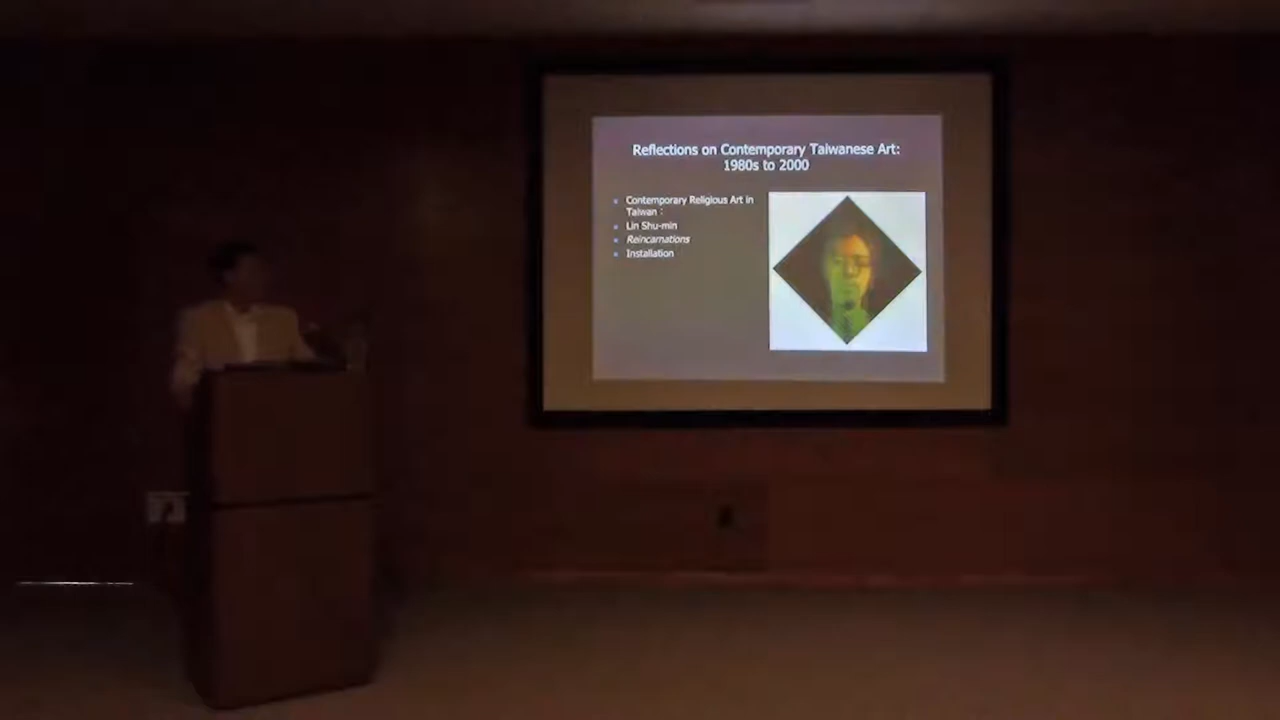 Reflections on Contemporary Taiwanese Art:
1980s to 2000
Contemporary Religious Art in
Taiwan :
Lin Shu-min
Reincarnations
Installation